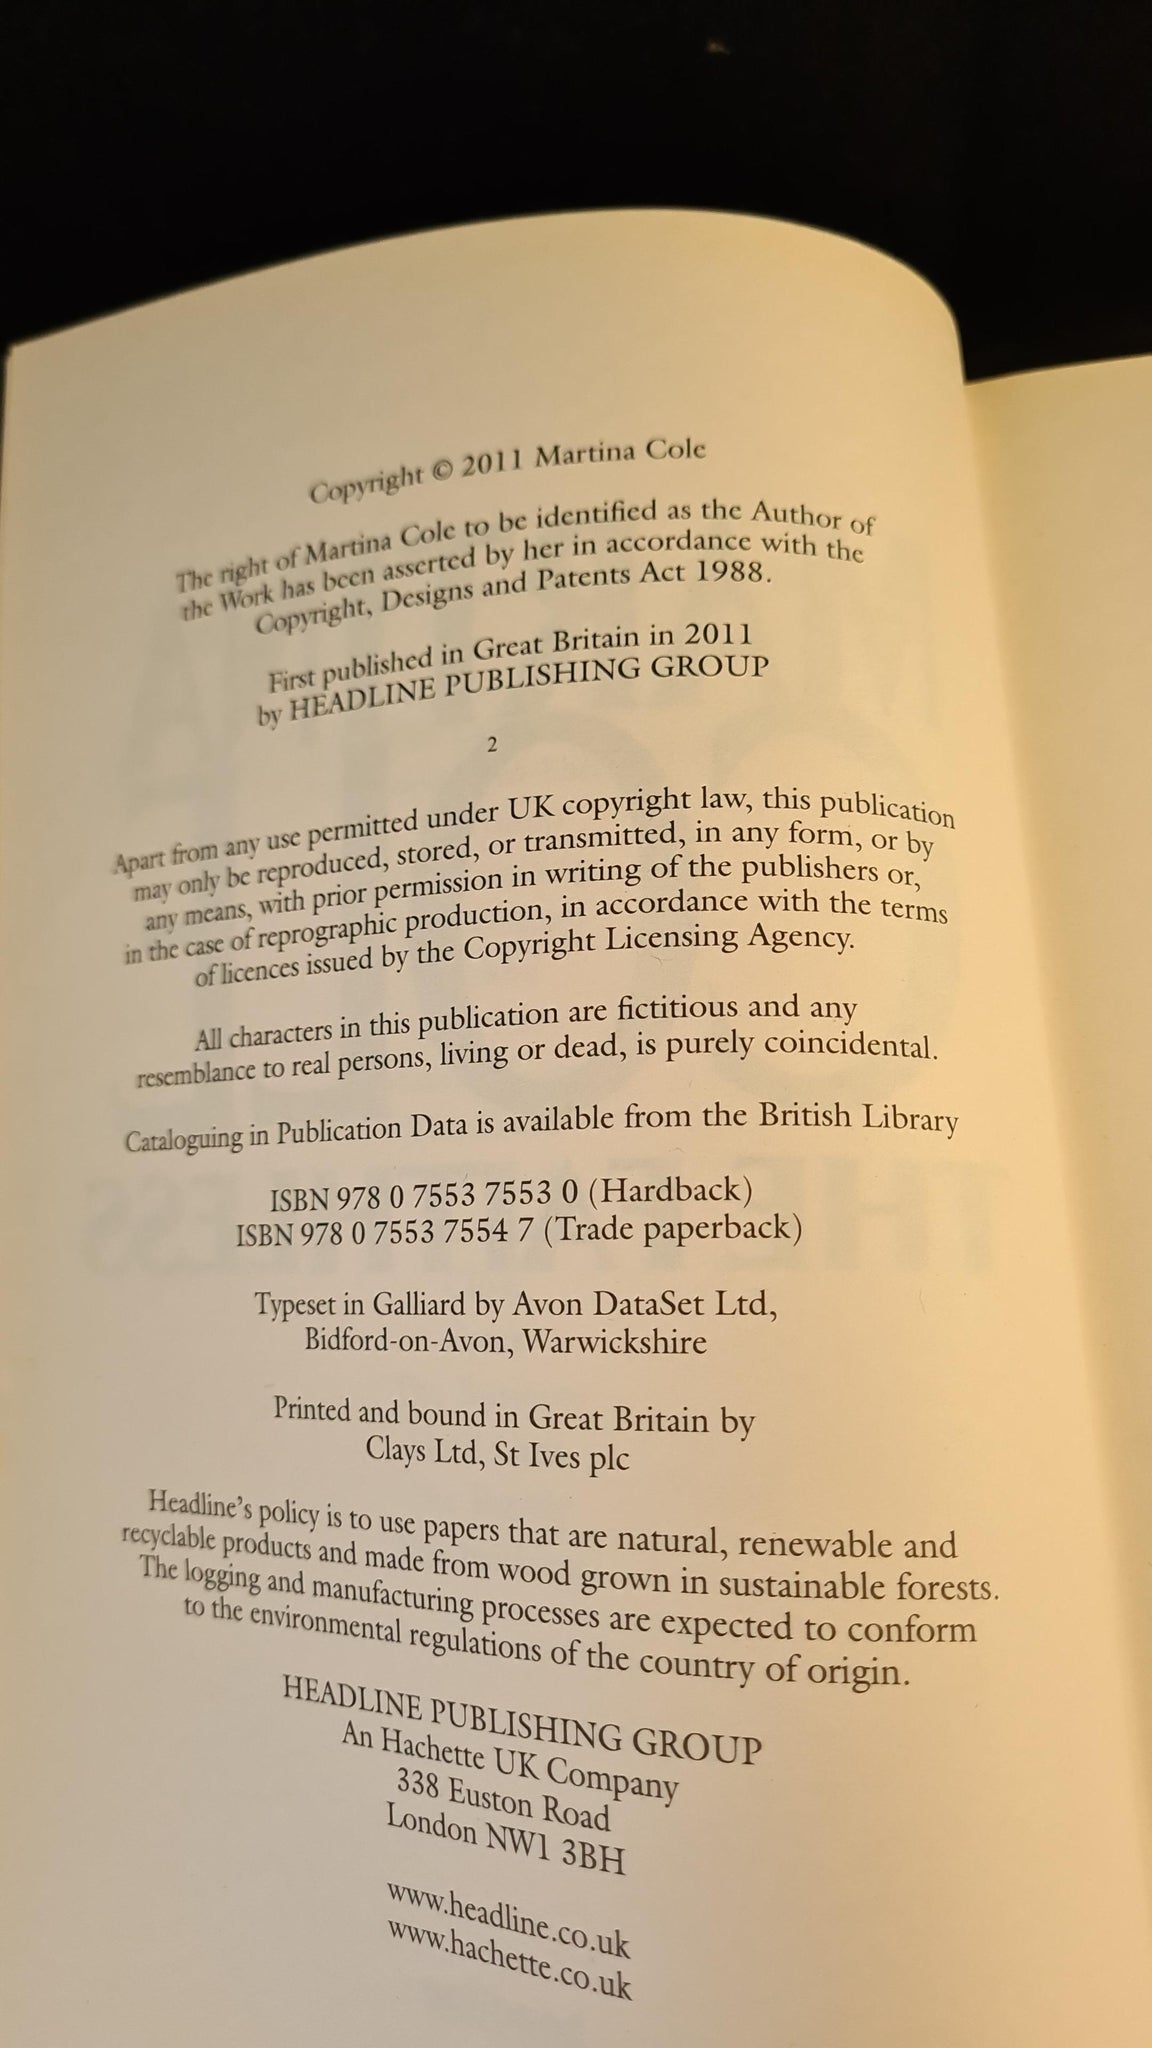 Copyright © 2011 Martina Cole
The right of Martina Cole to be identified as the Author of
the Work has been asserted by her in accordance with the
Copyright, Designs and Patents Act 1988.
First published in Great Britain in 2011
by HEADLINE PUBLISHING GROUP
2
Apart from any use permitted under UK copyright law, this publication
may only be reproduced, stored, or transmitted, in any form, or by
any means, with prior permission in writing of the publishers or,
in the case of reprographic production, in accordance with the terms
of licences issued by the Copyright Licensing Agency.
All characters in this publication are fictitious and any
resemblance to real persons, living or dead, is purely coincidental.
Cataloguing in Publication Data is available from the British Library
ISBN 978 0 7553 7553 0 (Hardback)
ISBN 978 0 7553 7554 7 (Trade paperback)
Typeset in Galliard by Avon DataSet Ltd,
Bidford-on-Avon, Warwickshire
Printed and bound in Great Britain by
Clays Ltd, St Ives plc
Headline's policy is to use papers that are natural, renewable and
recyclable products and made from wood grown in sustainable forests.
The logging and manufacturing processes are expected to conform
to the environmental regulations of the country of origin.
HEADLINE PUBLISHING GROUP
An Hachette UK Company
338 Euston Road
London NW1 3BH
www.headline.co.uk
www.hachette.co.uk